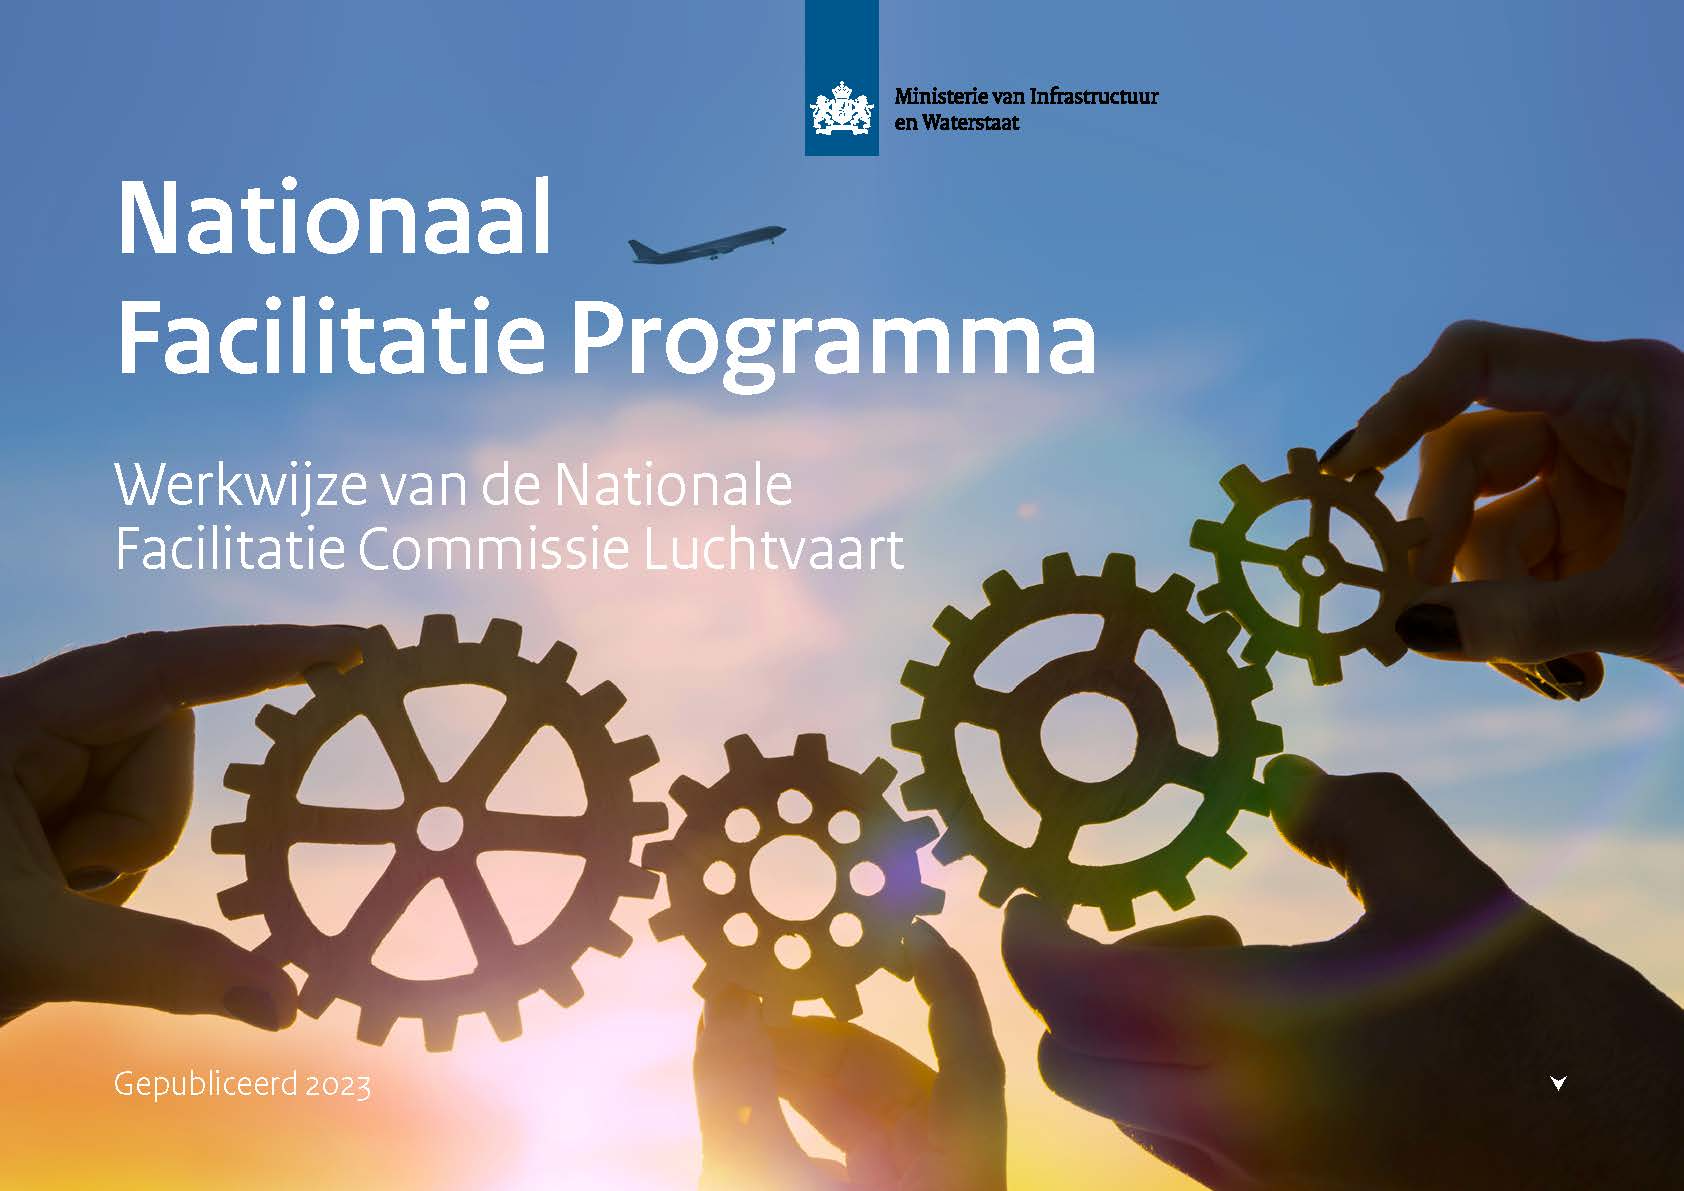 Ministerie van Infrastructuur
en Waterstaat
Nationaal
Facilitatie Programma
Werkwijze van de Nationale
Facilitatie Commissie Luchtvaart
Gepubliceerd 2023